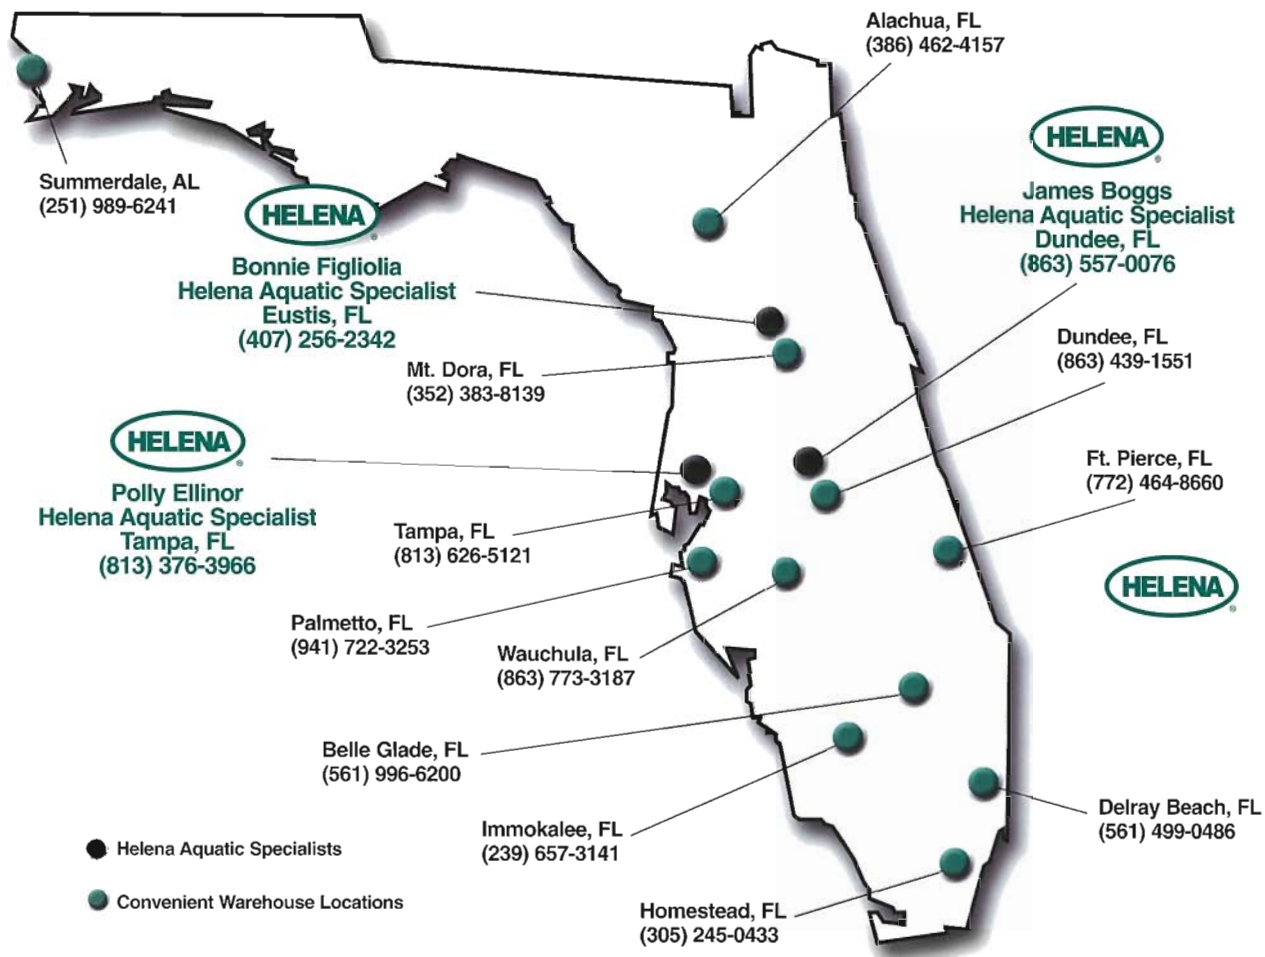 Alachua, FL
(386) 462-4157
HELENA
James Boggs
Helena Aquatic Specialist
Dundee, FL
(863) 557-0076
Summerdale, AL
(251) 989-6241
HELENA
Bonnie Figliolia
Helena Aquatic Specialist
Eustis, FL
(407) 256-2342
Dundee, FL
(863) 439-1551
Mt. Dora, FL
(352) 383-8139
HELENA
Polly Ellinor
Helena Aquatic Specialist
Tampa, FL
(813) 376-3966
Ft. Pierce, FL
(772) 464-8660
Tampa, FL
(813) 626-5121
HELENA
Palmetto, FL
(941) 722-3253
Wauchula, FL
(863) 773-3187
Belle Glade, FL
(561) 996-6200
Delray Beach, FL
(561) 499-0486
Immokalee, FL
(239) 657-3141
Helena Aquatic Specialists
Convenient Warehouse Locations
Homestead, FL
(305) 245-0433